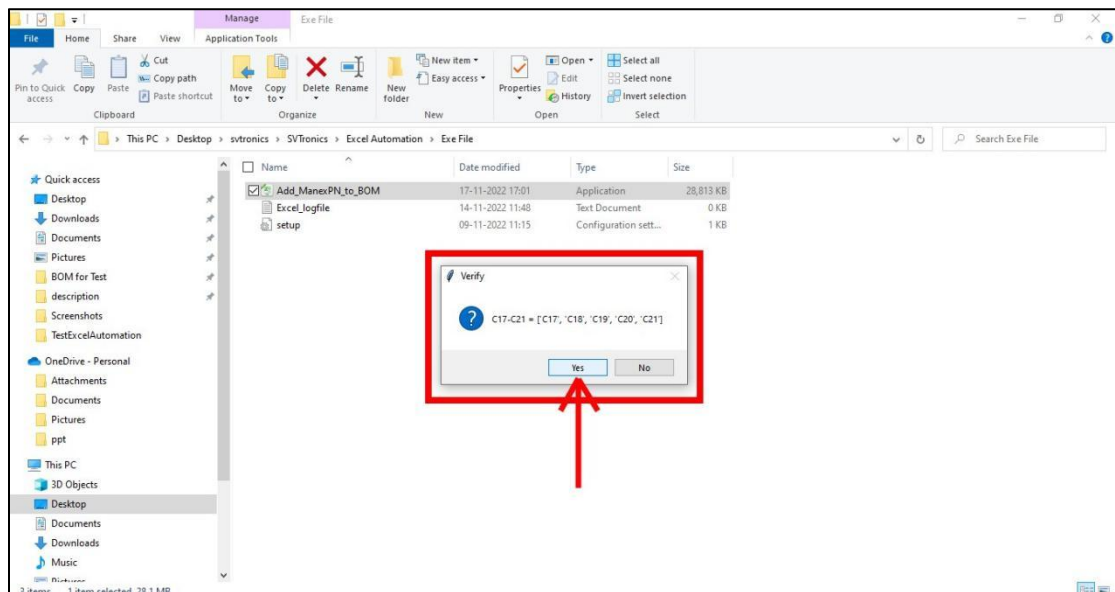 Manage Exe File
File Home Share View Application Tools
Pin to Quick access
Copy
Paste
Cut
Copy path
Paste shortcut
Clipboard
Move to
Copy to
Delete
Rename
Organize
New folder
New item
Easy access
New
Properties
Open
Edit
History
Open
Select all
Select none
Invert selection
Select
This PC > Desktop > svtronics > SVTronics > Excel Automation > Exe File
Search Exe File
Name Date modified Type Size
Add_ManexPN_to_BOM 17-11-2022 17:01 Application 28,813 KB
Excel_logfile 14-11-2022 11:48 Text Document 0 KB
setup 09-11-2022 11:15 Configuration sett... 1 KB
Quick access
Desktop
Downloads
Documents
Pictures
BOM for Test
description
Screenshots
TestExcelAutomation
OneDrive - Personal
Attachments
Documents
Pictures
ppt
This PC
3D Objects
Desktop
Documents
Downloads
Music
Pictures
Verify
C17-C21 = ['C17', 'C18', 'C19', 'C20', 'C21']
Yes No
3 items 1 item selected 28.1 MB